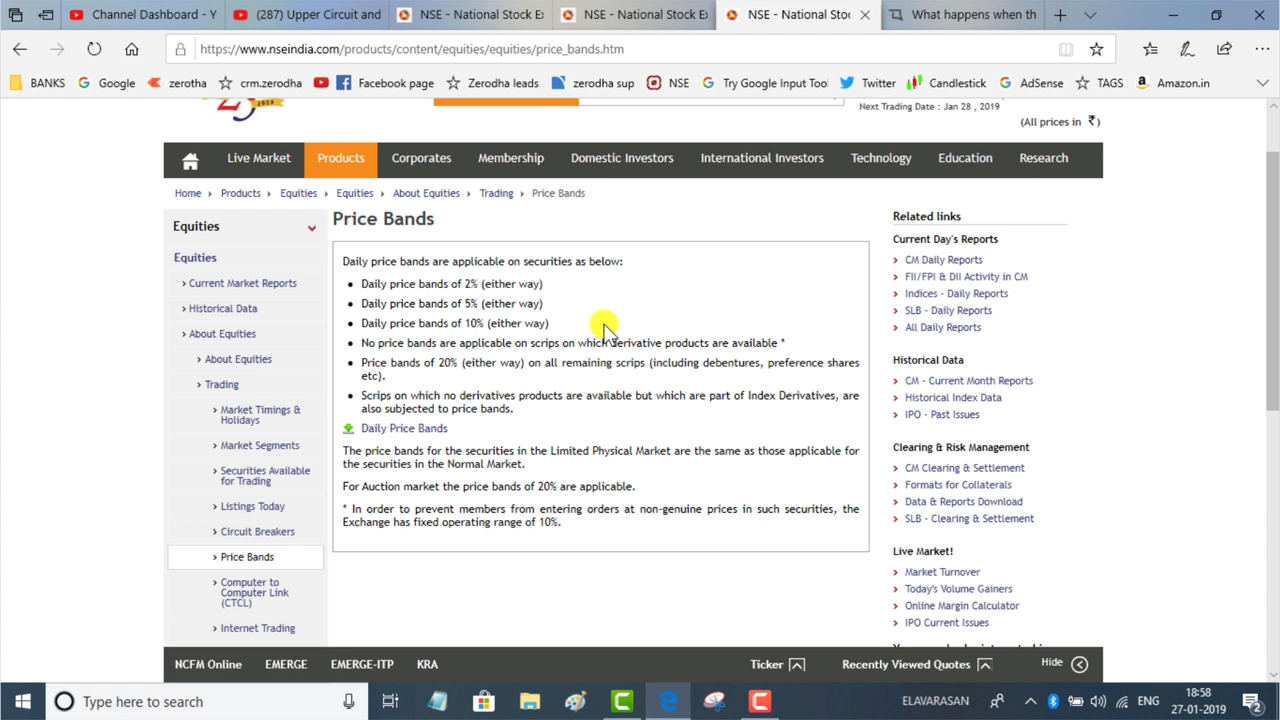 Channel Dashboard - Y
(287) Upper Circuit and
NSE - National Stock Ex
NSE - National Stock Ex
NSE - National Stoc
What happens when th
https://www.nseindia.com/products/content/equities/equities/price_bands.htm
BANKS
Google
zerotha
crm.zerodha
Facebook page
Zerodha leads
zerodha sup
NSE
Try Google Input Tool
Twitter
Candlestick
AdSense
TAGS
Amazon.in
25
2019
Next Trading Date : Jan 28 , 2019
(All prices in ₹)
Live Market
Products
Corporates
Membership
Domestic Investors
International Investors
Technology
Education
Research
Home
Products
Equities
Equities
About Equities
Trading
Price Bands
Equities
Equities
Current Market Reports
Historical Data
About Equities
About Equities
Trading
Market Timings &
Holidays
Market Segments
Securities Available
for Trading
Listings Today
Circuit Breakers
Price Bands
Computer to
Computer Link
(CTCL)
Internet Trading
Price Bands
Daily price bands are applicable on securities as below:
• Daily price bands of 2% (either way)
• Daily price bands of 5% (either way)
• Daily price bands of 10% (either way)
• No price bands are applicable on scrips on which derivative products are available *
• Price bands of 20% (either way) on all remaining scrips (including debentures, preference shares
etc).
• Scrips on which no derivatives products are available but which are part of Index Derivatives, are
also subjected to price bands.
Daily Price Bands
The price bands for the securities in the Limited Physical Market are the same as those applicable for
the securities in the Normal Market.
For Auction market the price bands of 20% are applicable.
* In order to prevent members from entering orders at non-genuine prices in such securities, the
Exchange has fixed operating range of 10%.
Related links
Current Day's Reports
CM Daily Reports
FII/FPI & DII Activity in CM
Indices - Daily Reports
SLB - Daily Reports
All Daily Reports
Historical Data
CM - Current Month Reports
Historical Index Data
IPO - Past Issues
Clearing & Risk Management
CM Clearing & Settlement
Formats for Collaterals
Data & Reports Download
SLB - Clearing & Settlement
Live Market!
Market Turnover
Today's Volume Gainers
Online Margin Calculator
IPO Current Issues
NCFM Online
EMERGE
EMERGE-ITP
KRA
Ticker
Recently Viewed Quotes
Hide
Type here to search
ELAVARASAN
ENG
18:58
27-01-2019
2